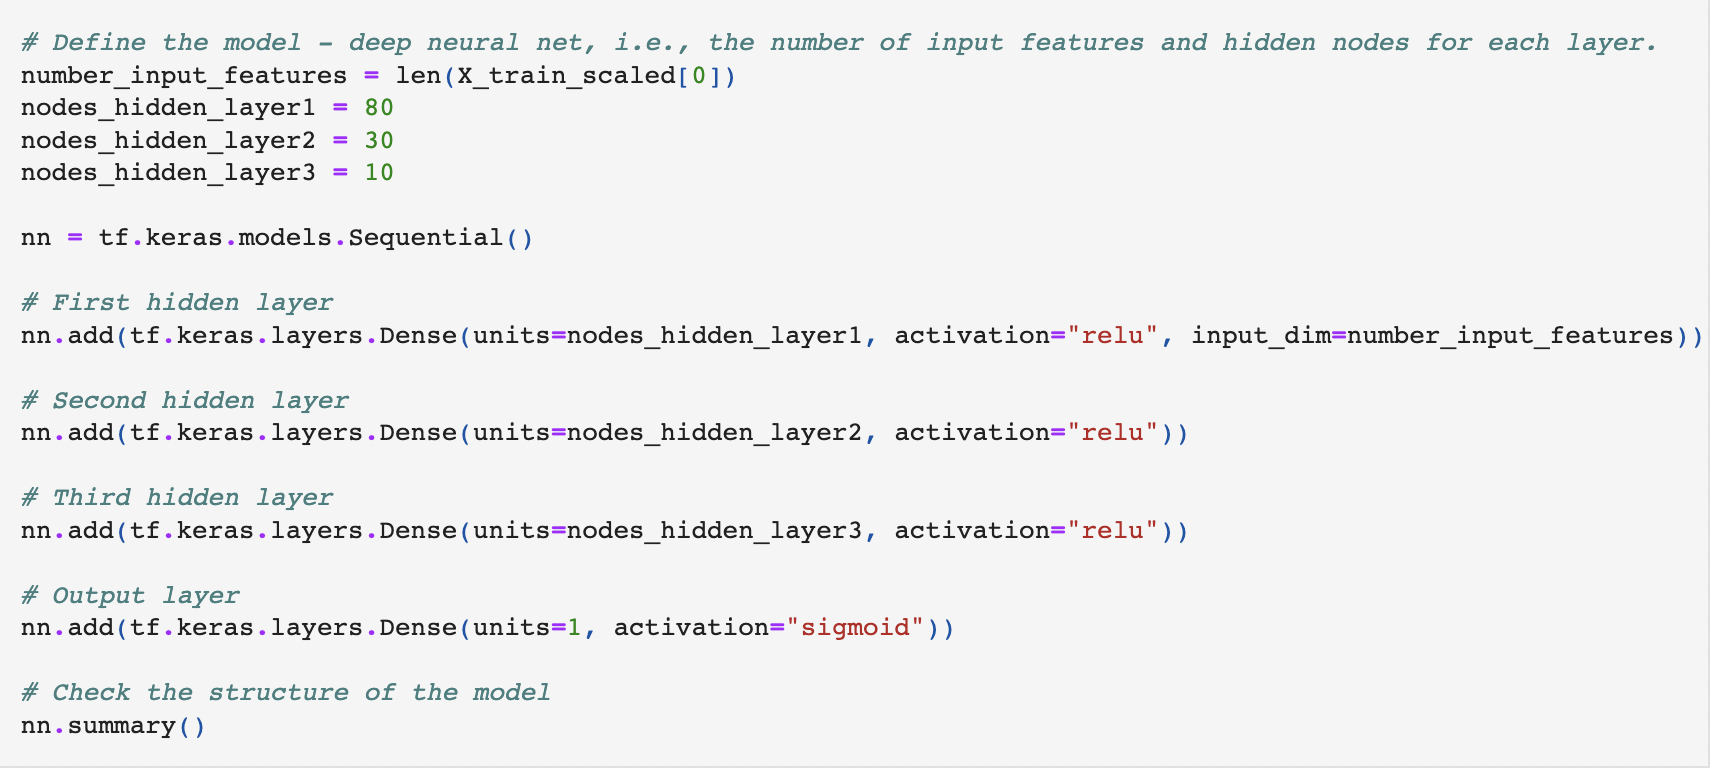 # Define the model – deep neural net, i.e., the number of input features and hidden nodes for each layer.
number_input_features = len(X_train_scaled[0])
nodes_hidden_layer1 = 80
nodes_hidden_layer2 = 30
nodes_hidden_layer3 = 10
nn = tf.keras.models.Sequential()
# First hidden layer
nn.add(tf.keras.layers.Dense(units=nodes_hidden_layer1, activation="relu", input_dim=number_input_features))
# Second hidden layer
nn.add(tf.keras.layers.Dense(units=nodes_hidden_layer2, activation="relu"))
# Third hidden layer
nn.add(tf.keras.layers.Dense(units=nodes_hidden_layer3, activation="relu"))
# Output layer
nn.add(tf.keras.layers.Dense(units=1, activation="sigmoid"))
# Check the structure of the model
nn.summary()